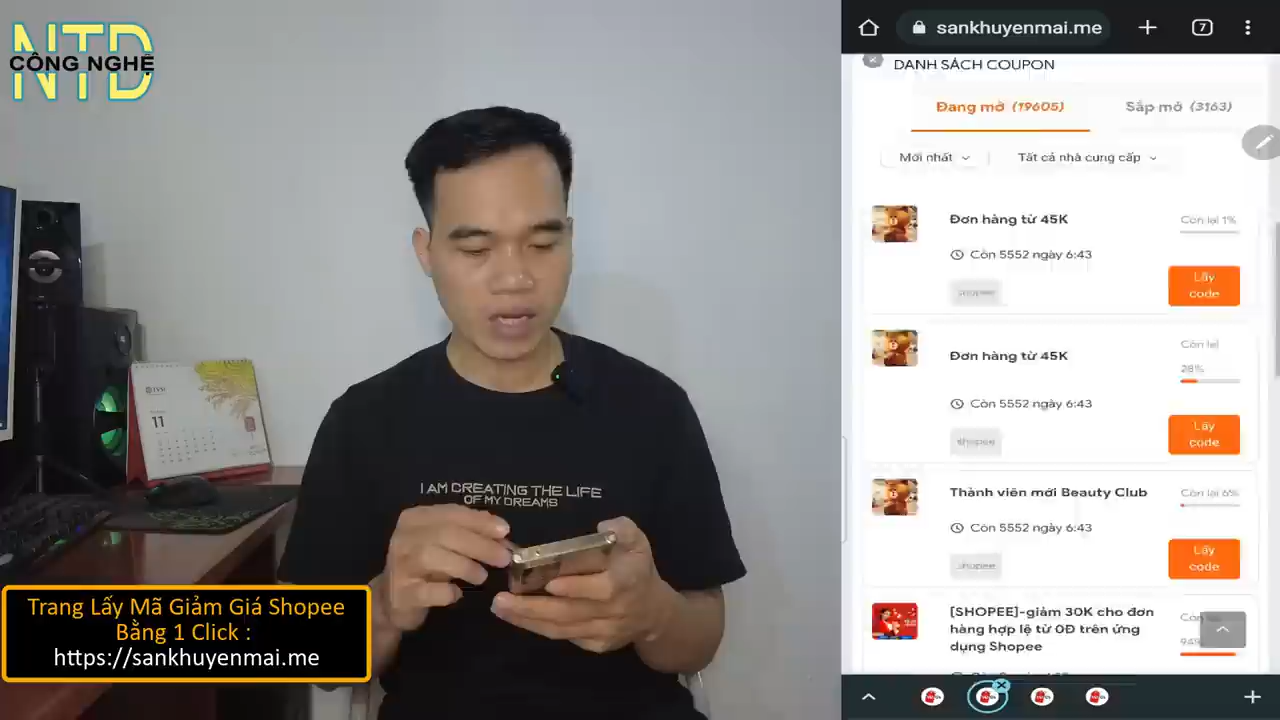 NTD
CÔNG NGHỆ
11
I AM CREATING THE LIFE
OF MY DREAMS
Trang Lấy Mã Giảm Giá Shopee
Bằng 1 Click :
https://sankhuyenmai.me
sankhuyenmai.me
7
DANH SÁCH COUPON
Đang mở (19605)
Sắp mở (3163)
Mới nhất
Tất cả nhà cung cấp
Đơn hàng từ 45K
Còn lại 1%
Còn 5552 ngày 6:43
shopee
Lấy
code
Đơn hàng từ 45K
Còn lại
28%
Còn 5552 ngày 6:43
shopee
Lấy
code
Thành viên mới Beauty Club
Còn lại 6%
Còn 5552 ngày 6:43
shopee
Lấy
code
[SHOPEE]-giảm 30K cho đơn
hàng hợp lệ từ 0Đ trên ứng
dụng Shopee